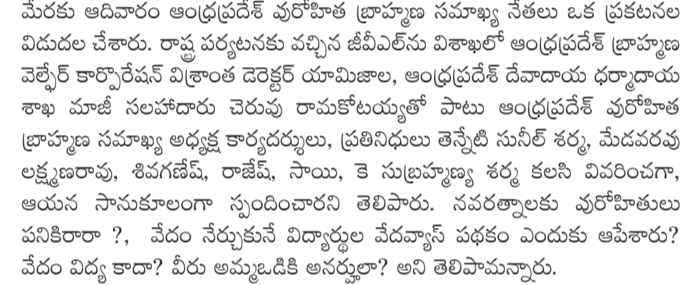 మేరకు ఆదివారం ఆంధ్రప్రదేశ్ పురోహిత బ్రాహ్మణ సమాఖ్య నేతలు ఒక ప్రకటనల
విడుదల చేశారు. రాష్ట్ర పర్యటనకు వచ్చిన జీవీఎల్‌ను విశాఖలో ఆంధ్రప్రదేశ్ బ్రాహ్మణ
వెల్ఫేర్ కార్పొరేషన్ విశ్రాంత డెరెక్టర్ యామిజాల, ఆంధ్రప్రదేశ్ దేవాదాయ ధర్మాదాయ
శాఖ మాజీ సలహాదారు చెరువు రామకోటయ్యతో పాటు ఆంధ్రప్రదేశ్ పురోహిత
బ్రాహ్మణ సమాఖ్య అధ్యక్ష కార్యదర్శులు, ప్రతినిధులు తెన్నేటి సునీల్ శర్మ, మేడవరవు
లక్ష్మణరావు, శివగణేష్, రాజేష్, సాయి, కె సుబ్రహ్మణ్య శర్మ కలసి వివరించగా,
ఆయన సానుకూలంగా స్పందించారని తెలిపారు. నవరత్నాలకు పురోహితులు
పనికిరారా ?, వేదం నేర్చుకునే విద్యార్థుల వేదవ్యాస్ పథకం ఎందుకు ఆపేశారు?
వేదం విద్య కాదా? వీరు అమ్మఒడికి అనర్హులా? అని తెలిపామన్నారు.